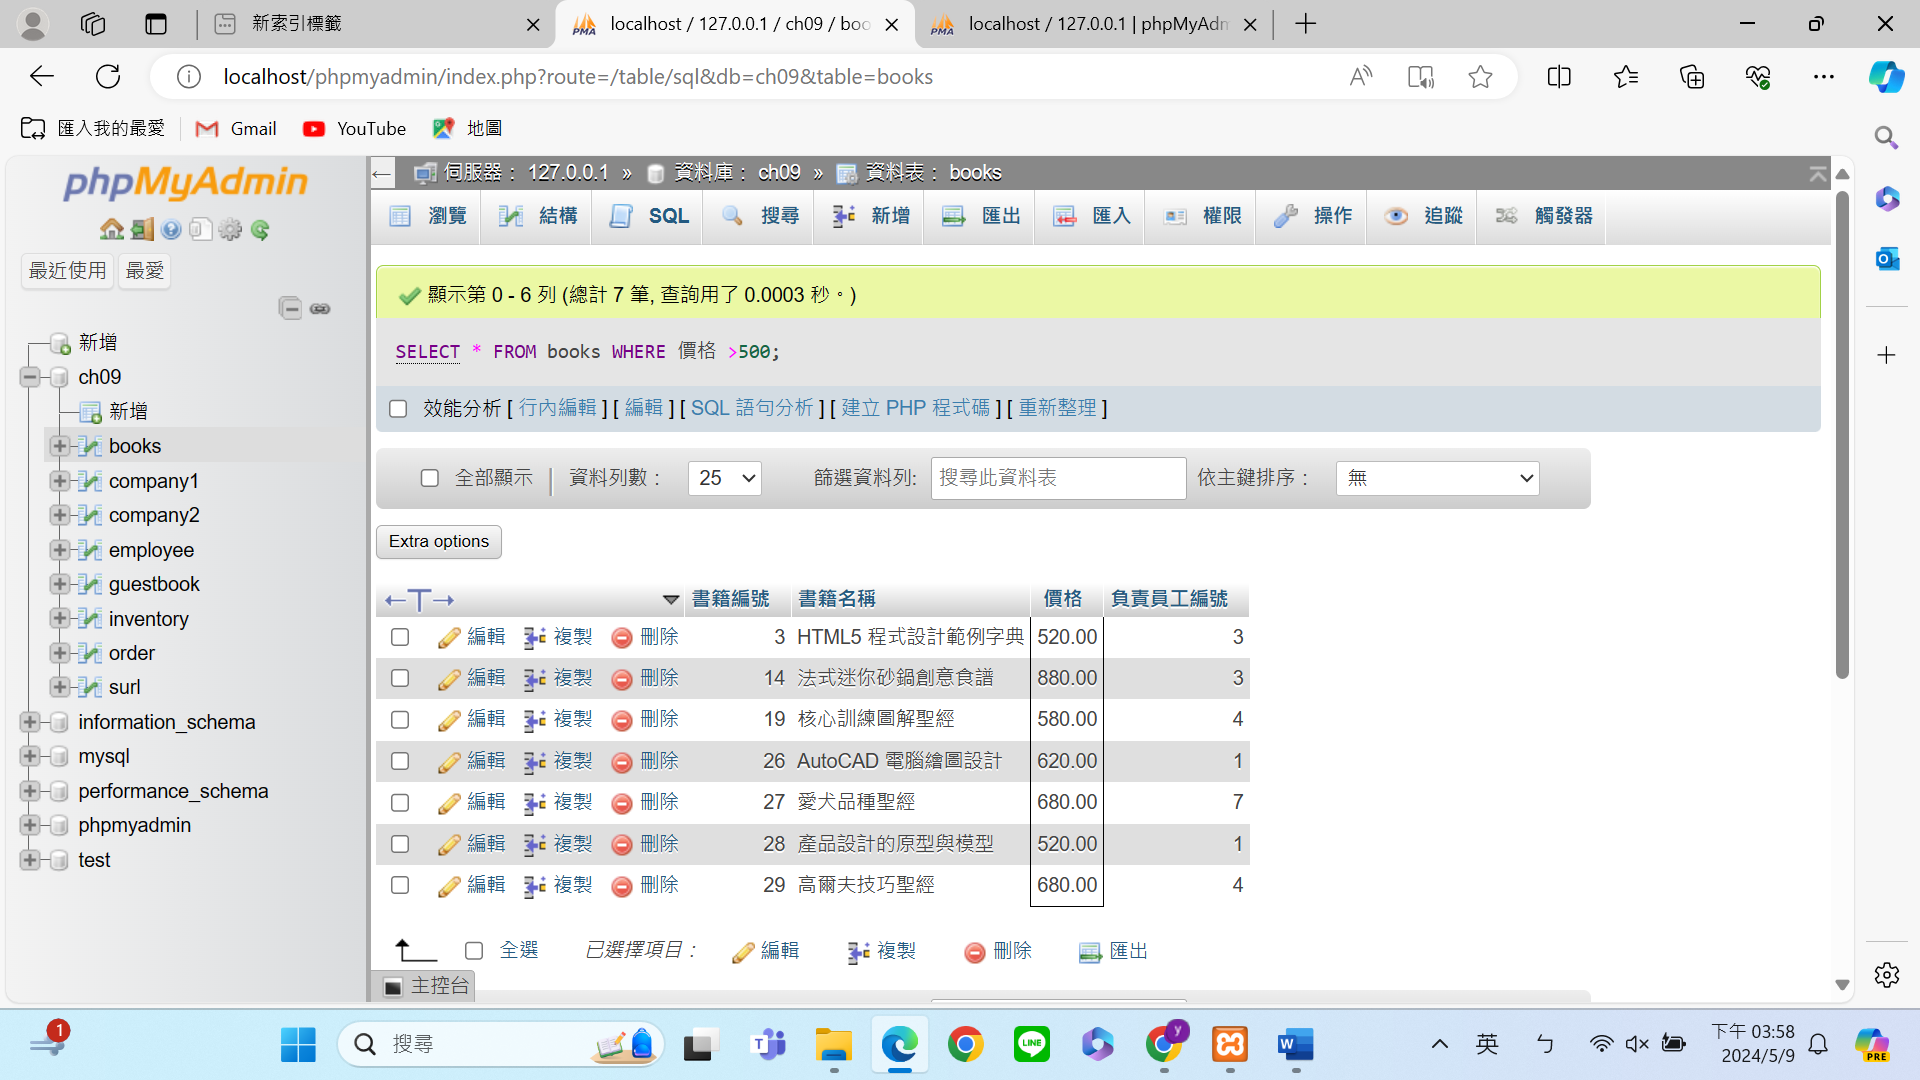 新索引標籤
localhost / 127.0.0.1 / ch09 / boo
localhost / 127.0.0.1 | phpMyAdm
localhost/phpmyadmin/index.php?route=/table/sql&db=ch09&table=books
匯入我的最愛 Gmail YouTube 地圖
phpMyAdmin
最近使用 最愛
新增
ch09
新增
books
company1
company2
employee
guestbook
inventory
order
surl
information_schema
mysql
performance_schema
phpmyadmin
test
伺服器： 127.0.0.1 » 資料庫： ch09 » 資料表： books
瀏覽 結構 SQL 搜尋 新增 匯出 匯入 權限 操作 追蹤 觸發器
顯示第 0 - 6 列 (總計 7 筆, 查詢用了 0.0003 秒。)
SELECT * FROM books WHERE 價格 >500;
效能分析 [ 行內編輯 ] [ 編輯 ] [ SQL 語句分析 ] [ 建立 PHP 程式碼 ] [ 重新整理 ]
全部顯示 | 資料列數： 25 篩選資料列: 搜尋此資料表 依主鍵排序： 無
Extra options
←T→ 書籍編號 書籍名稱 價格 負責員工編號
編輯 複製 刪除 3 HTML5 程式設計範例字典 520.00 3
編輯 複製 刪除 14 法式迷你砂鍋創意食譜 880.00 3
編輯 複製 刪除 19 核心訓練圖解聖經 580.00 4
編輯 複製 刪除 26 AutoCAD 電腦繪圖設計 620.00 1
編輯 複製 刪除 27 愛犬品種聖經 680.00 7
編輯 複製 刪除 28 產品設計的原型與模型 520.00 1
編輯 複製 刪除 29 高爾夫技巧聖經 680.00 4
全選 已選擇項目： 編輯 複製 刪除 匯出
主控台
1
搜尋
英 ㄅ
下午 03:58
2024/5/9